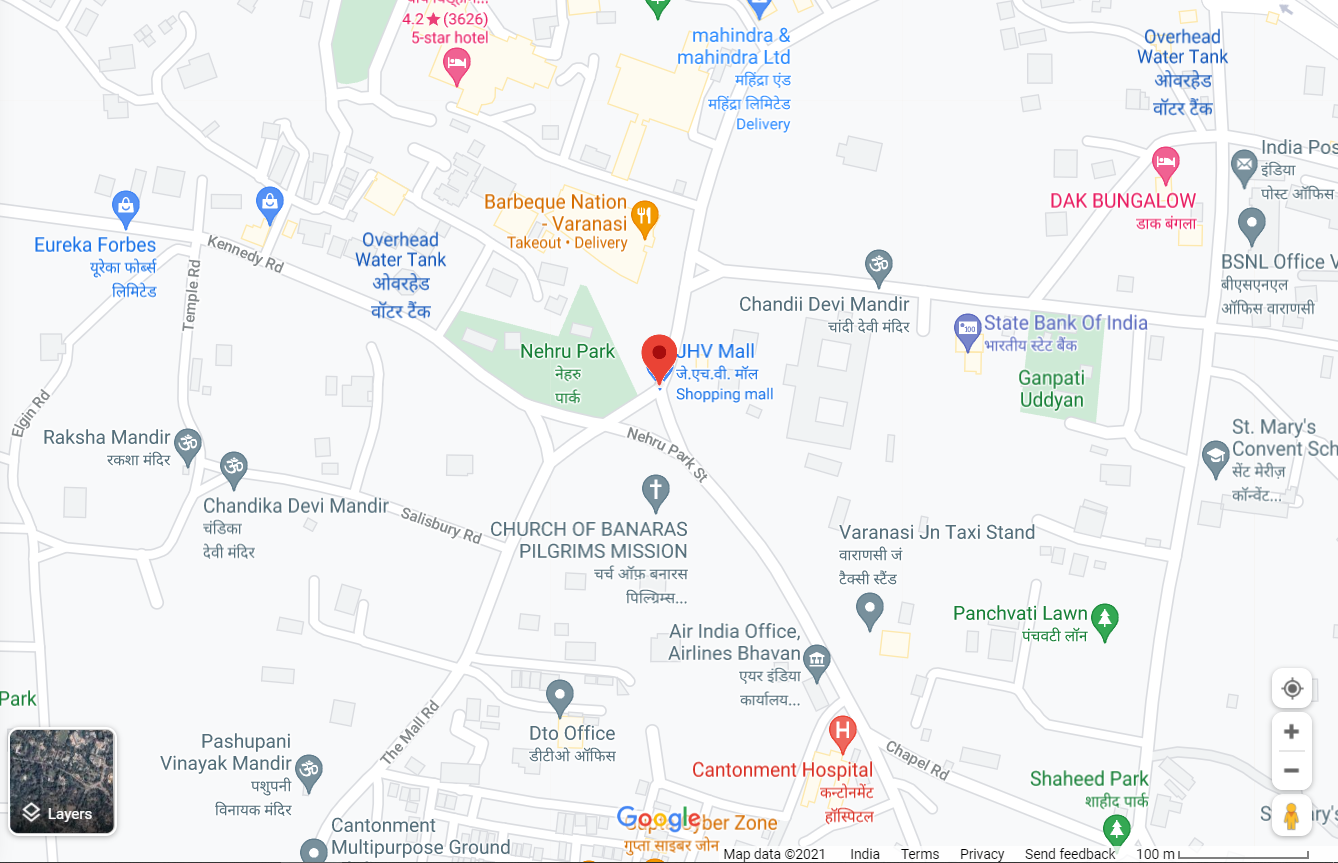 4.2★ (3626)
5-star hotel
mahindra &
mahindra Ltd
महिंद्रा एंड
महिंद्रा लिमिटेड
Delivery
Overhead
Water Tank
ओवरहेड
वॉटर टैंक
India Pos
इंडिया
पोस्ट ऑफिस
DAK BUNGALOW
डाक बंगला
Barbeque Nation
- Varanasi
Takeout • Delivery
Eureka Forbes
यूरेका फोर्ब्स
लिमिटेड
Kennedy Rd
Temple Rd
Overhead
Water Tank
ओवरहेड
वॉटर टैंक
BSNL Office V
बीएसएनएल
ऑफिस वाराणसी
Chandii Devi Mandir
चांदी देवी मंदिर
State Bank Of India
भारतीय स्टेट बैंक
Nehru Park
नेहरु
पार्क
JHV Mall
जे.एच.वी. मॉल
Shopping mall
Ganpati
Uddyan
Elgin Rd
Raksha Mandir
रकशा मंदिर
Nehru Park St
St. Mary's
Convent Sch
सेंट मेरीज़
कॉन्वेंट...
Chandika Devi Mandir
चंडिका
देवी मंदिर
Salisbury Rd
CHURCH OF BANARAS
PILGRIMS MISSION
चर्च ऑफ़ बनारस
पिल्ग्रिम्स...
Varanasi Jn Taxi Stand
वाराणसी जं
टैक्सी स्टैंड
Panchvati Lawn
पंचवटी लॉन
Air India Office,
Airlines Bhavan
एयर इंडिया
कार्यालय...
Park
Dto Office
डीटीओ ऑफिस
The Mall Rd
Pashupani
Vinayak Mandir
पशुपनी
विनायक मंदिर
Cantonment Hospital
कन्टोनमेंट
हॉस्पिटल
Chapel Rd
Shaheed Park
शाहीद पार्क
Layers
Google
Cantonment
Multipurpose Ground
yber Zone
गुप्ता साइबर जोन
Map data ©2021
India
Terms
Privacy
Send feedback
100 m